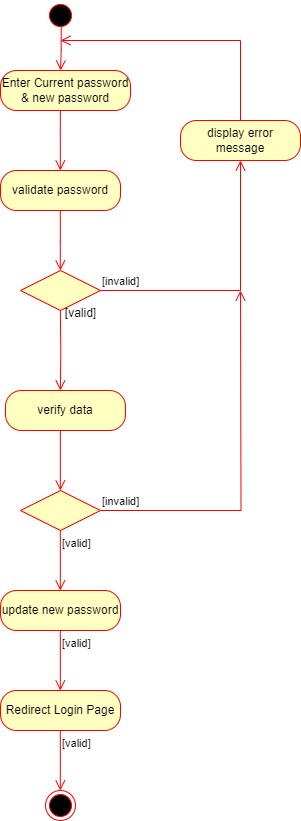 Enter Current password
& new password
display error
message
validate password
[invalid]
[valid]
verify data
[invalid]
[valid]
update new password
[valid]
Redirect Login Page
[valid]